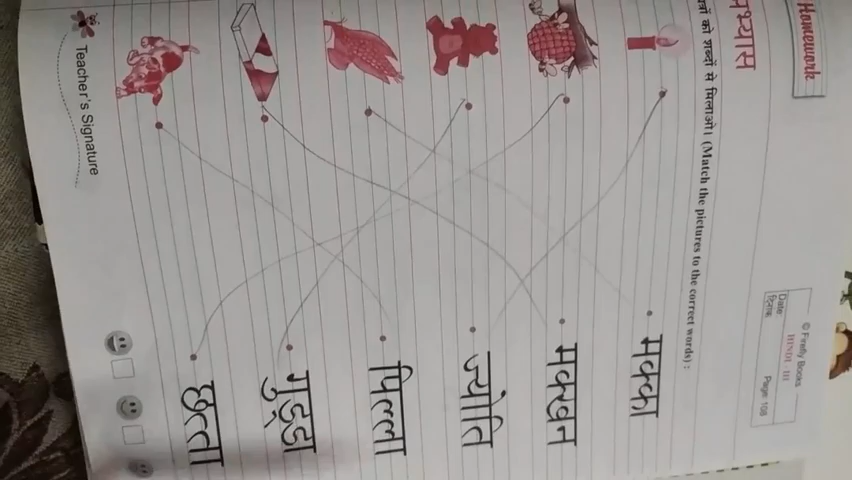 Homework
© Firefly Books
HINDI - III
Date:
दिनांक
Page: 108
भ्यास
को शब्दों से मिलाओ। (Match the pictures to the correct words) :
मक्का
मक्खन
ज्योति
पिल्ला
गुड्डा
छत्ता
Teacher's Signature